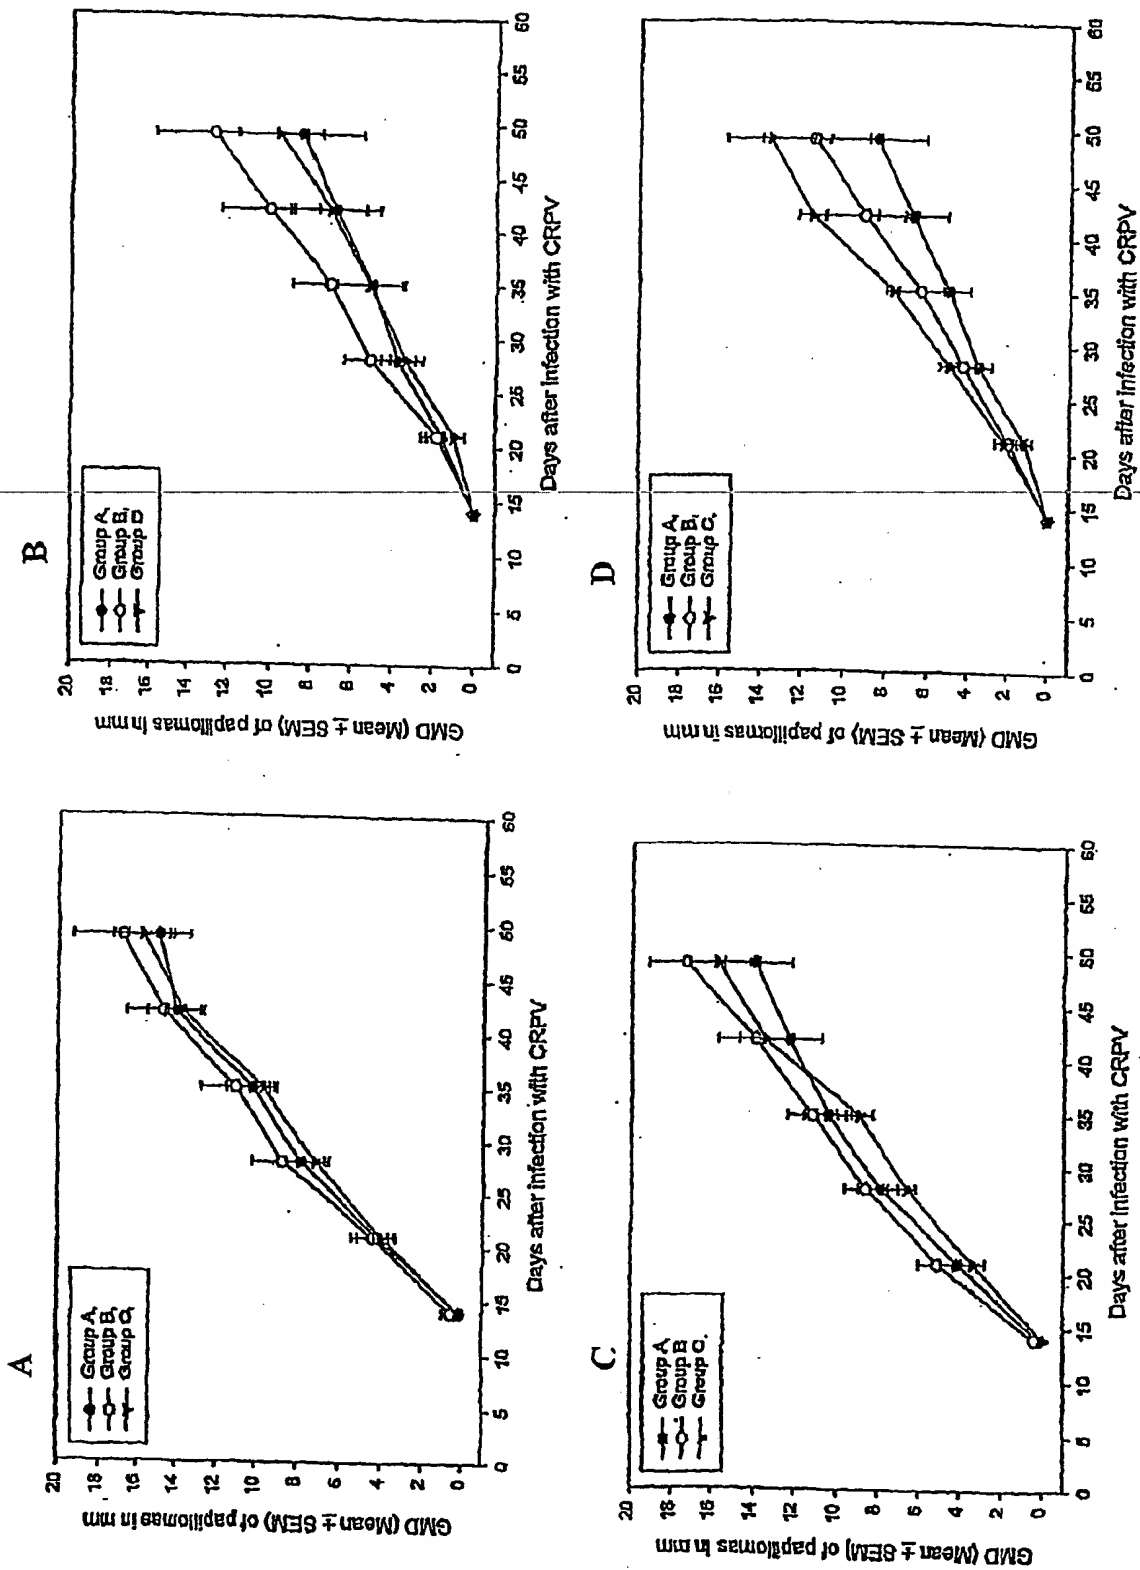 A
GMD (Mean ± SEM) of papillomas in mm
20
18
16
14
12
10
8
6
4
2
0
Group A,
Group B,
Group C,
0 5 10 15 20 25 30 35 40 45 50 55 60
Days after infection with CRPV
B
GMD (Mean ± SEM) of papillomas in mm
20
18
16
14
12
10
8
6
4
2
0
Group A,
Group B,
Group
0 5 10 15 20 25 30 35 40 45 50 55 60
Days after infection with CRPV
C
GMD (Mean ± SEM) of papillomas in mm
20
18
16
14
12
10
8
6
4
2
0
Group A,
Group B
Group C,
0 5 10 15 20 25 30 35 40 45 50 55 60
Days after infection with CRPV
D
GMD (Mean ± SEM) of papillomas in mm
20
18
16
14
12
10
8
6
4
2
0
Group A,
Group B,
Group C,
0 5 10 15 20 25 30 35 40 45 50 55 60
Days after infection with CRPV